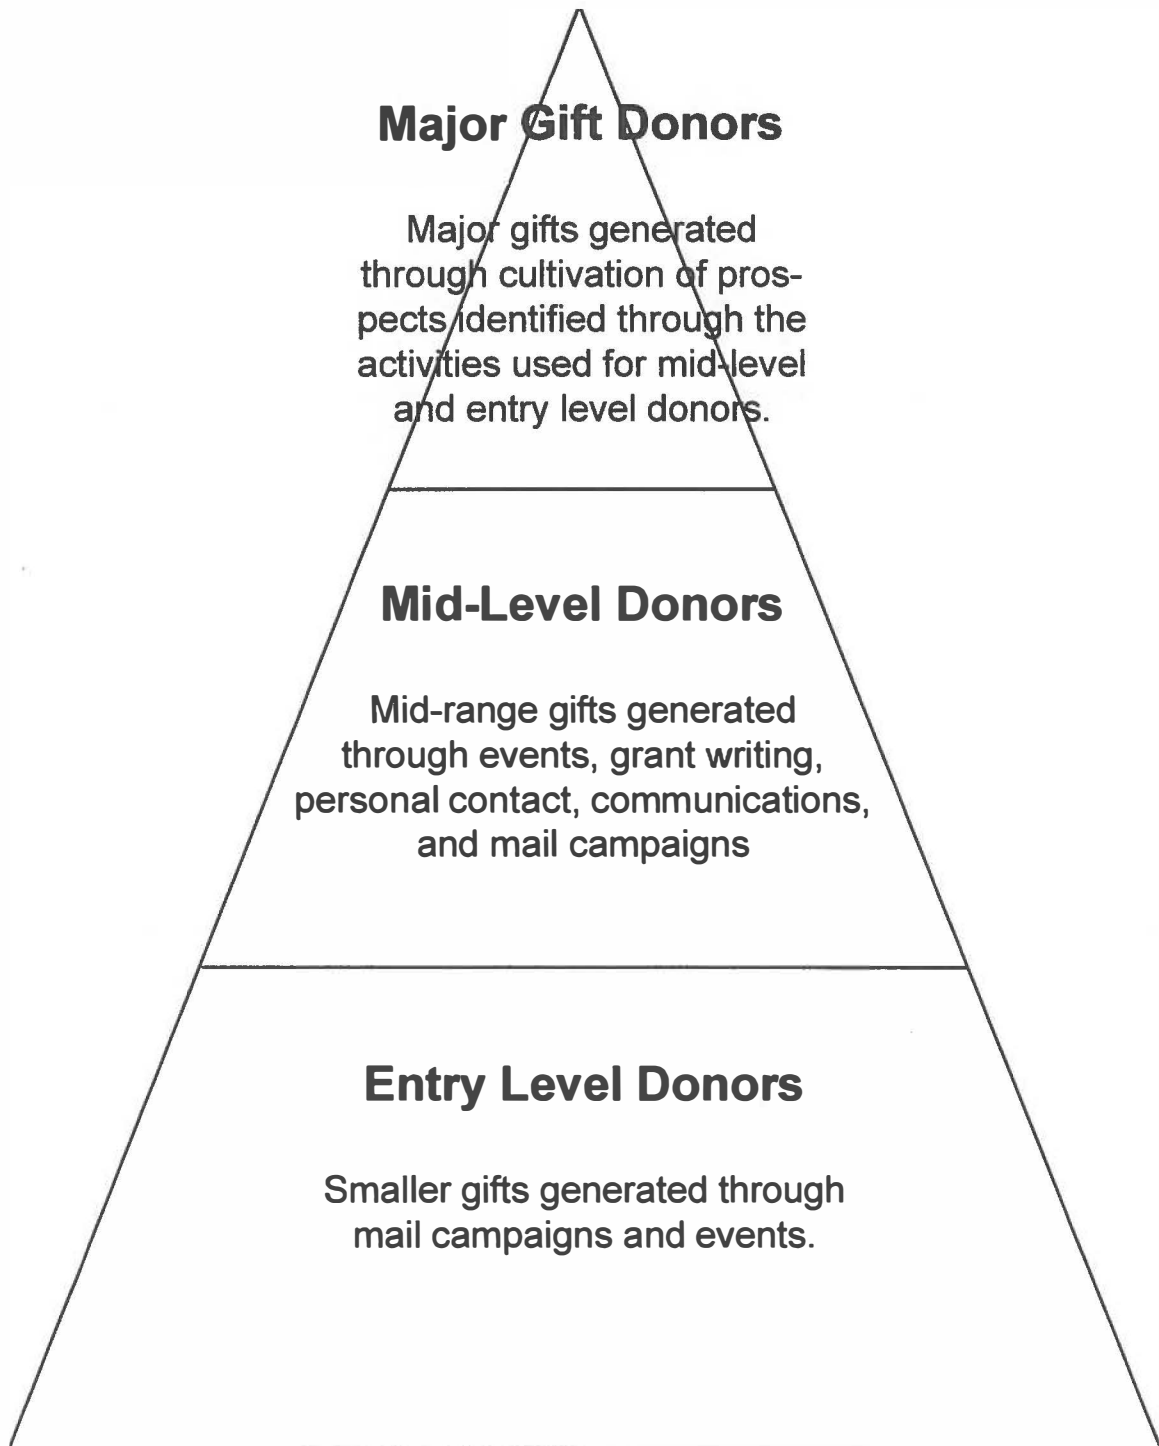 Major Gift Donors
Major gifts generated
through cultivation of pros-
pects identified through the
activities used for mid-level
and entry level donors.
Mid-Level Donors
Mid-range gifts generated
through events, grant writing,
personal contact, communications,
and mail campaigns
Entry Level Donors
Smaller gifts generated through
mail campaigns and events.